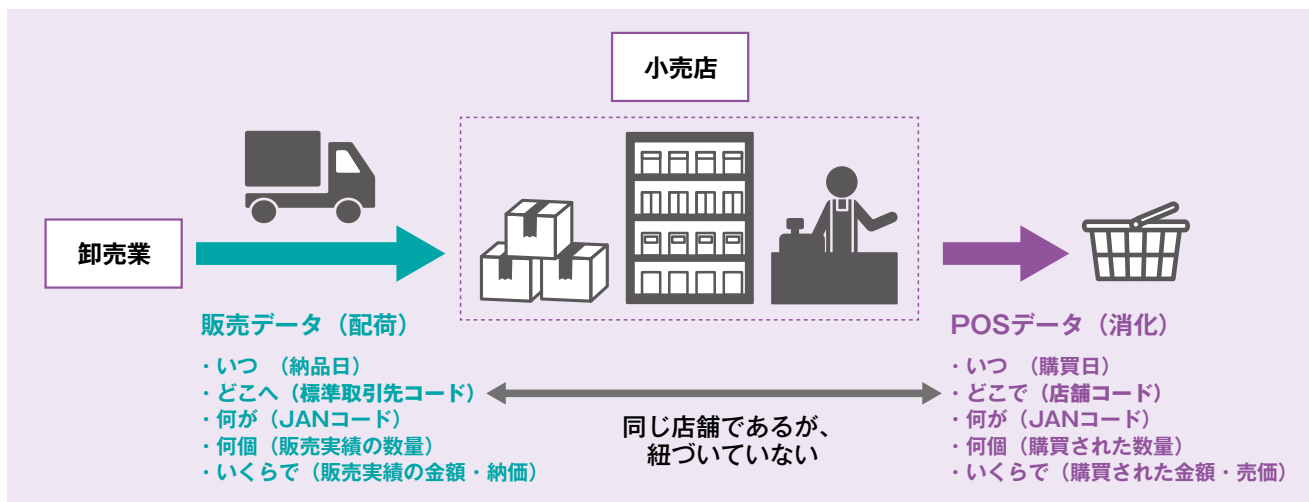 小売店
卸売業
販売データ（配荷）
・いつ　（納品日）
・どこへ（標準取引先コード）
・何が（JANコード）
・何個（販売実績の数量）
・いくらで（販売実績の金額・納価）
同じ店舗であるが、
紐づいていない
POSデータ（消化）
・いつ　（購買日）
・どこで（店舗コード）
・何が（JANコード）
・何個（購買された数量）
・いくらで（購買された金額・売価）